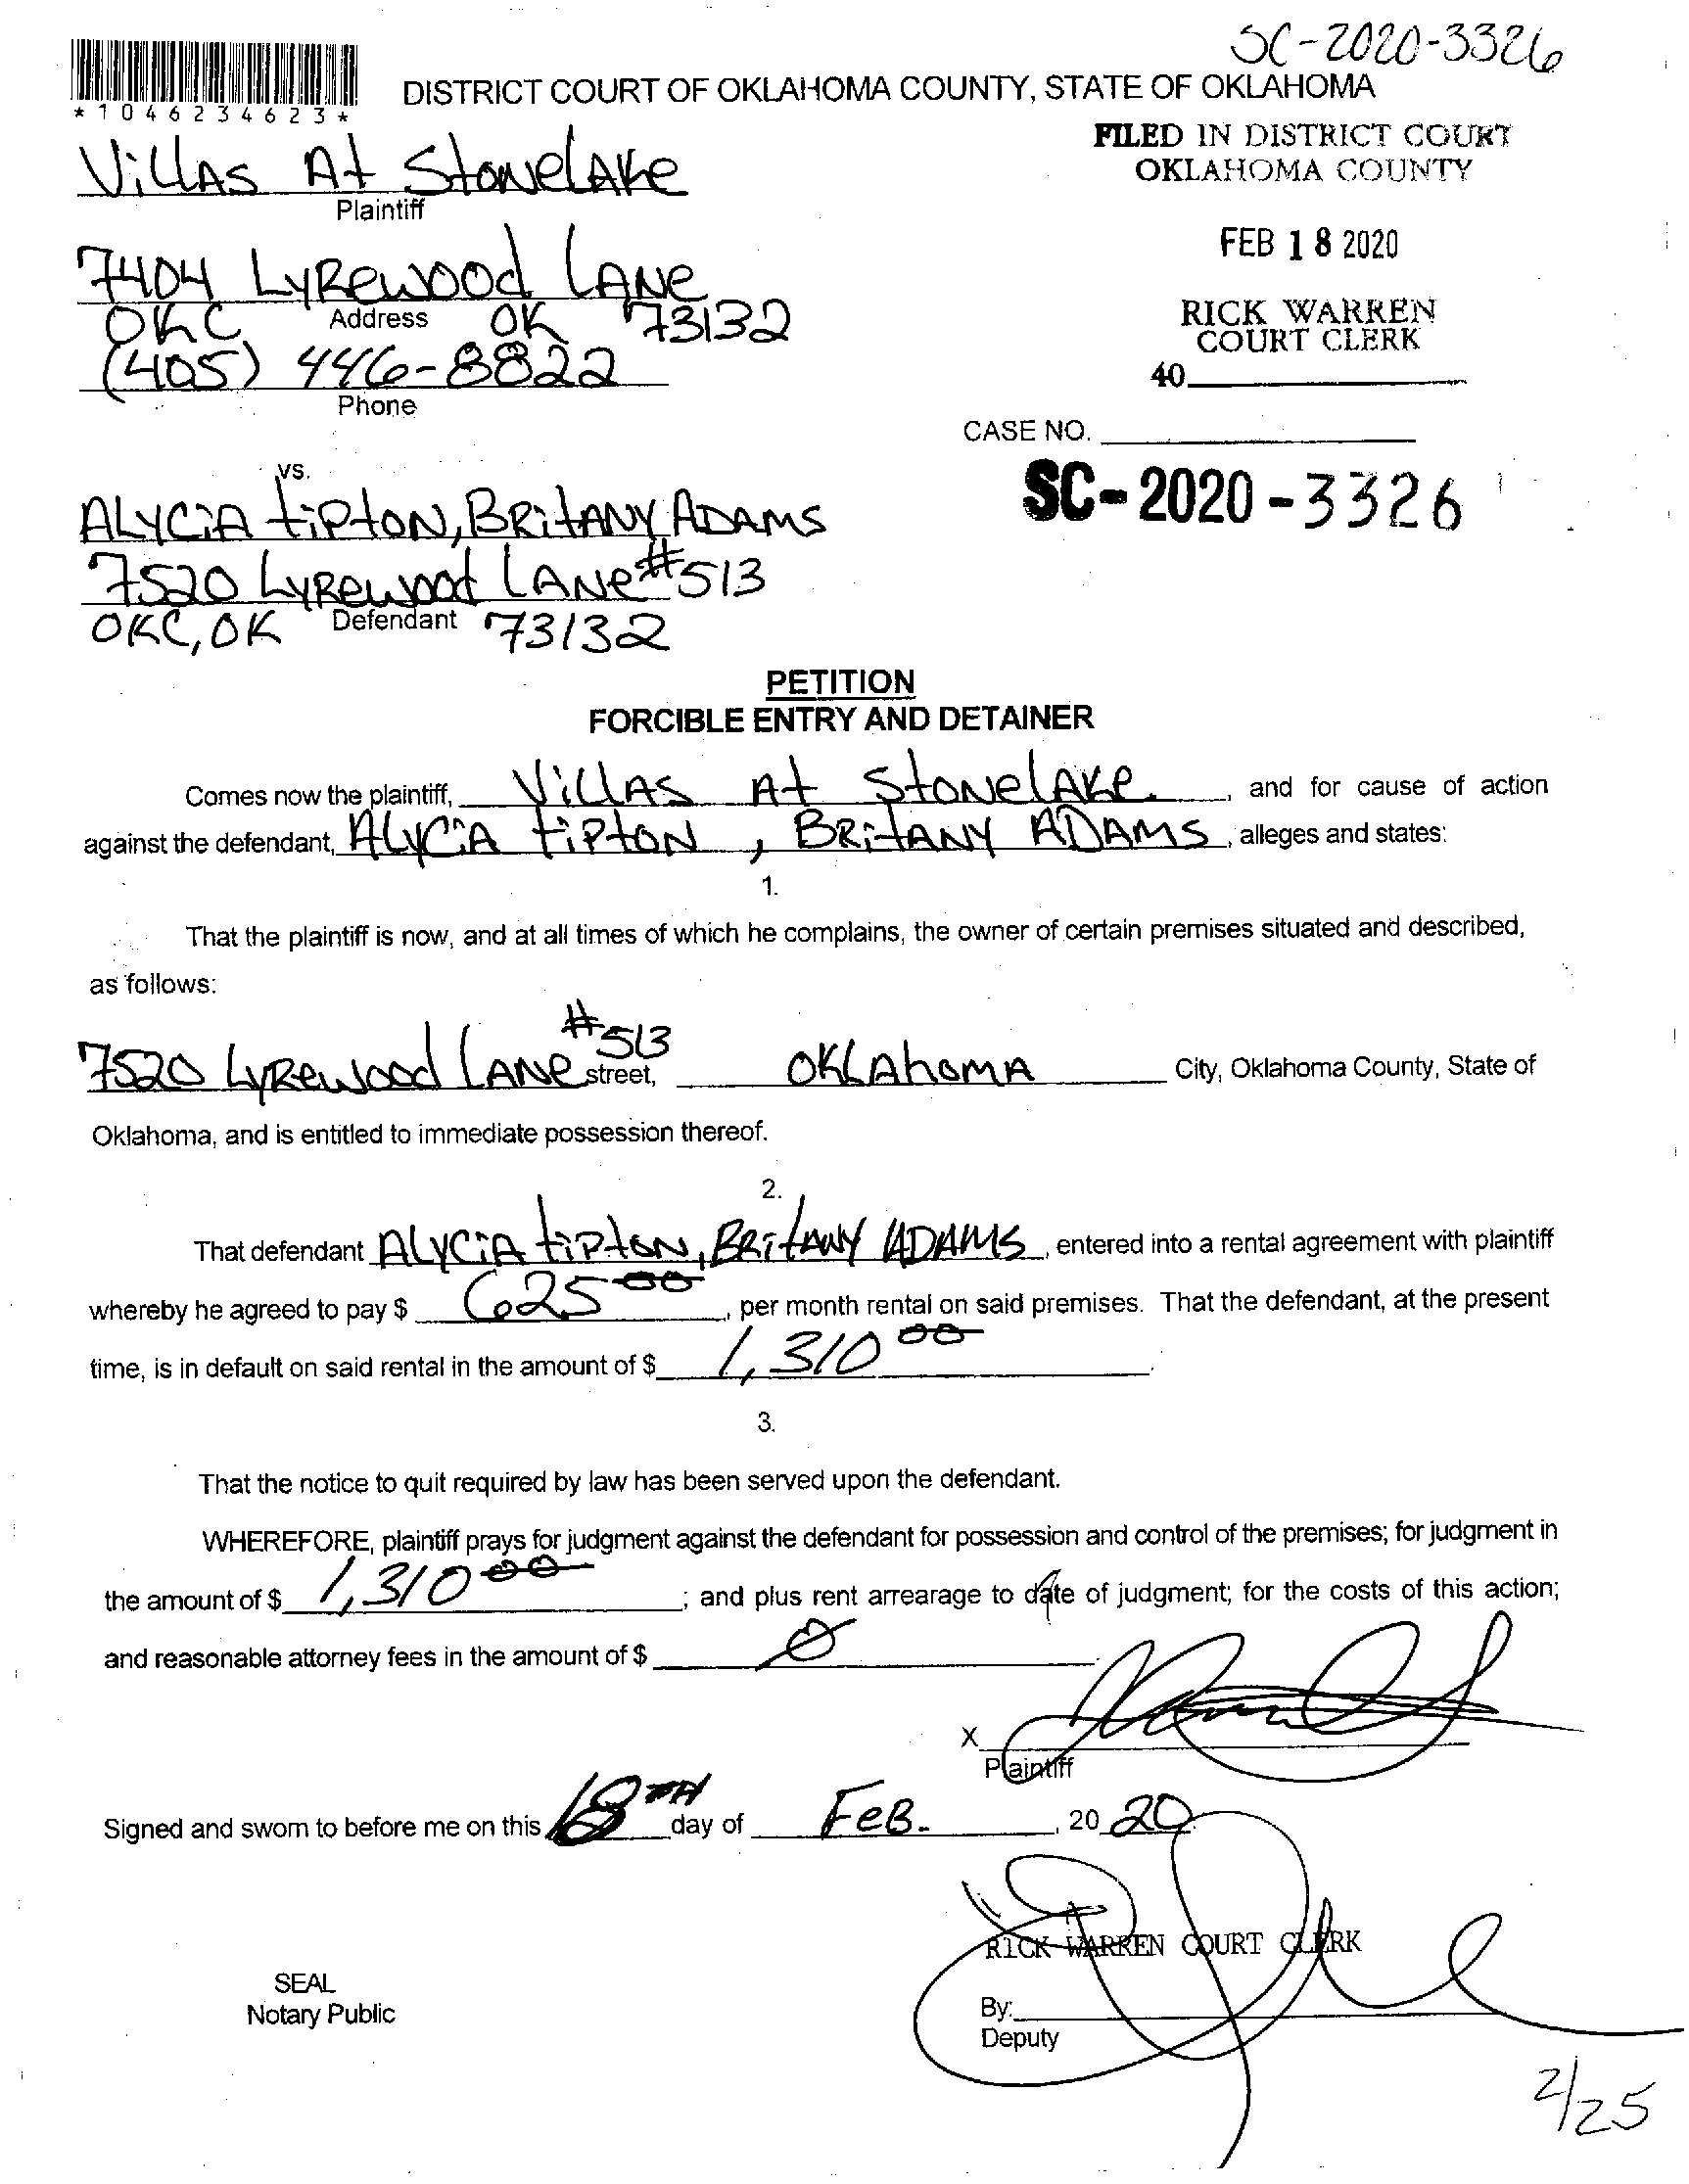 SC-2020-3326
*1046234623*
DISTRICT COURT OF OKLAHOMA COUNTY, STATE OF OKLAHOMA
FILED IN DISTRICT COURT
OKLAHOMA COUNTY
Villas At Stonelake
Plaintiff
FEB 18 2020
7404 Lyrewood Lane
Address
OKC OK 73132
RICK WARREN
COURT CLERK
(405) 446-8822
Phone
40
CASE NO.
SC-2020-3326
vs.
Alycia Tipton, Britany Adams
7520 Lyrewood Lane #513
Defendant
OKC, OK 73132
PETITION
FORCIBLE ENTRY AND DETAINER
Comes now the plaintiff, Villas At Stonelake, and for cause of action
against the defendant, Alycia Tipton, Britany Adams, alleges and states:
1.
That the plaintiff is now, and at all times of which he complains, the owner of certain premises situated and described,
as follows:
7520 Lyrewood Lane #513 street, Oklahoma City, Oklahoma County, State of
Oklahoma, and is entitled to immediate possession thereof.
2.
That defendant Alycia Tipton, Britany Adams, entered into a rental agreement with plaintiff
whereby he agreed to pay $ 625 00, per month rental on said premises. That the defendant, at the present
time, is in default on said rental in the amount of $ 1,310 00.
3.
That the notice to quit required by law has been served upon the defendant.
WHEREFORE, plaintiff prays for judgment against the defendant for possession and control of the premises; for judgment in
the amount of $ 1,310 00; and plus rent arrearage to date of judgment; for the costs of this action;
and reasonable attorney fees in the amount of $ 0
X
Plaintiff
Signed and sworn to before me on this 18TH day of Feb., 20 20
RICK WARREN COURT CLERK
SEAL
Notary Public
By:
Deputy
2/25